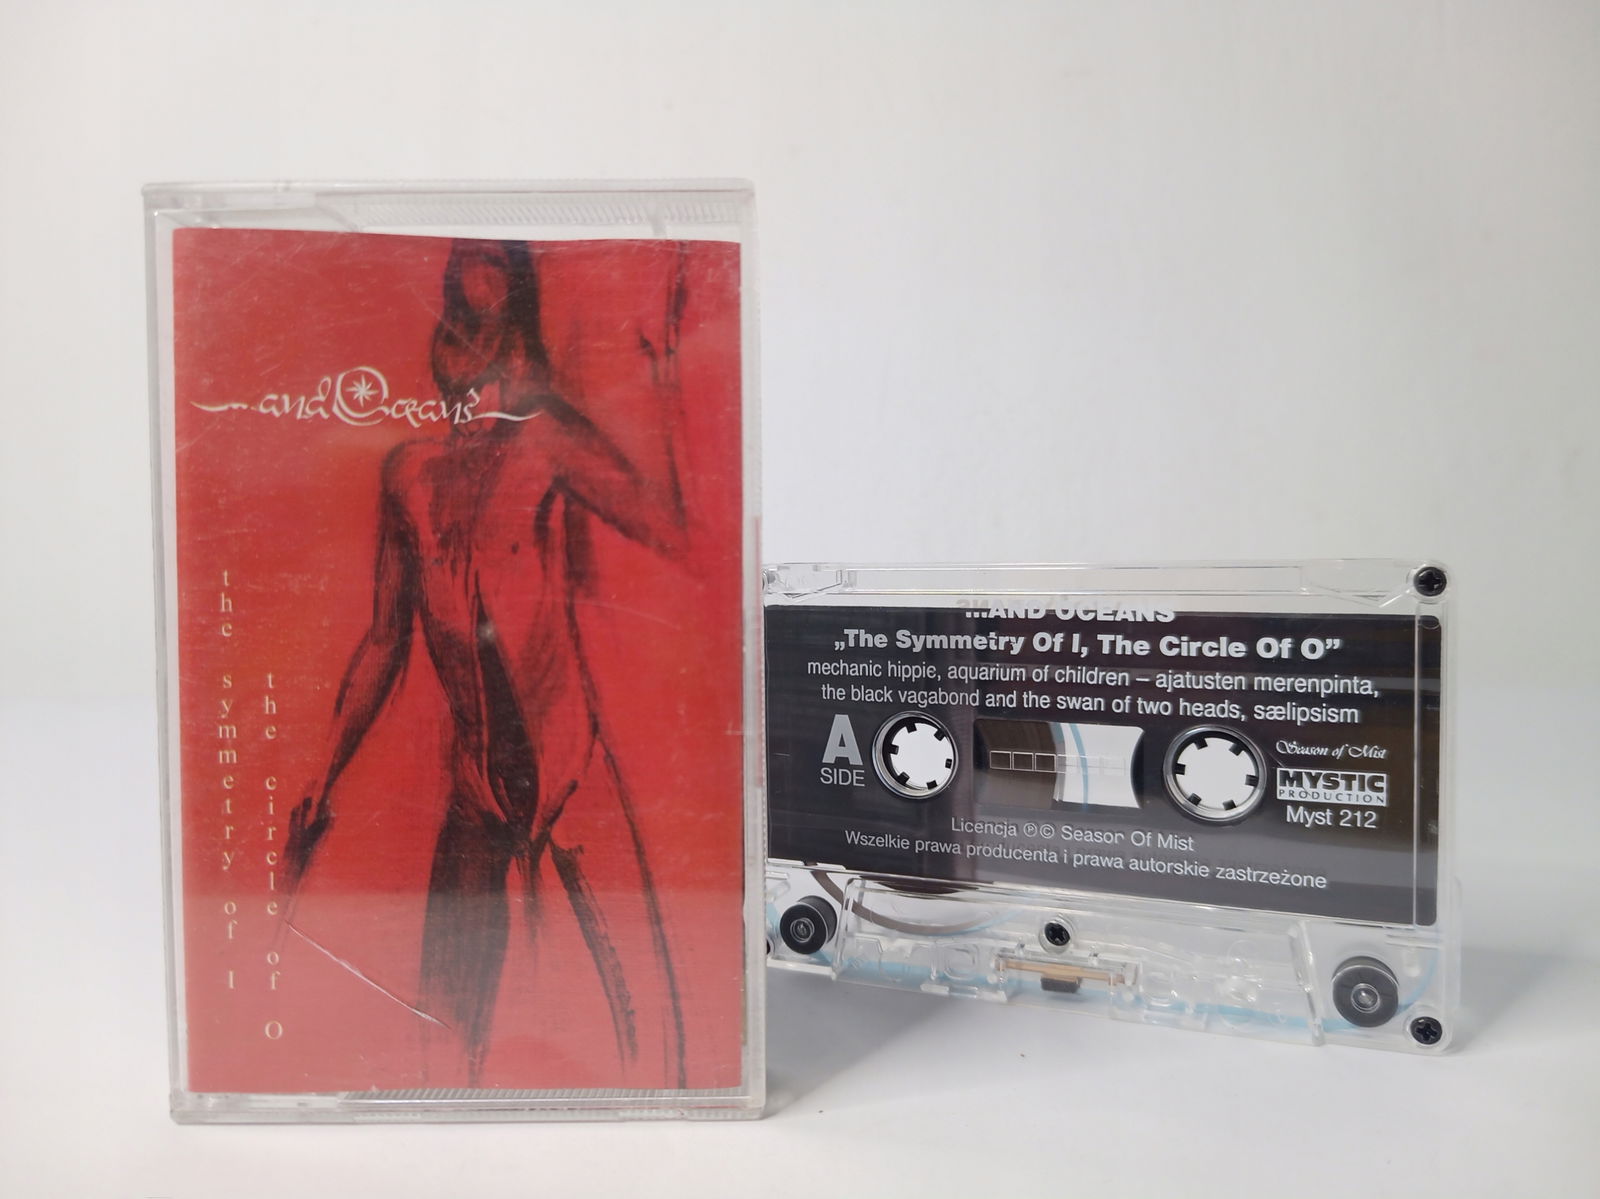 ...and Oceans
the symmetry of I
the circle of O
...AND OCEANS
„The Symmetry Of I, The Circle Of O”
mechanic hippie, aquarium of children – ajatusten merenpinta,
the black vagabond and the swan of two heads, sælipsism
A
SIDE
Season of Mist
MYSTIC
PRODUCTION
Myst 212
Licencja ℗© Season Of Mist
Wszelkie prawa producenta i prawa autorskie zastrzeżone